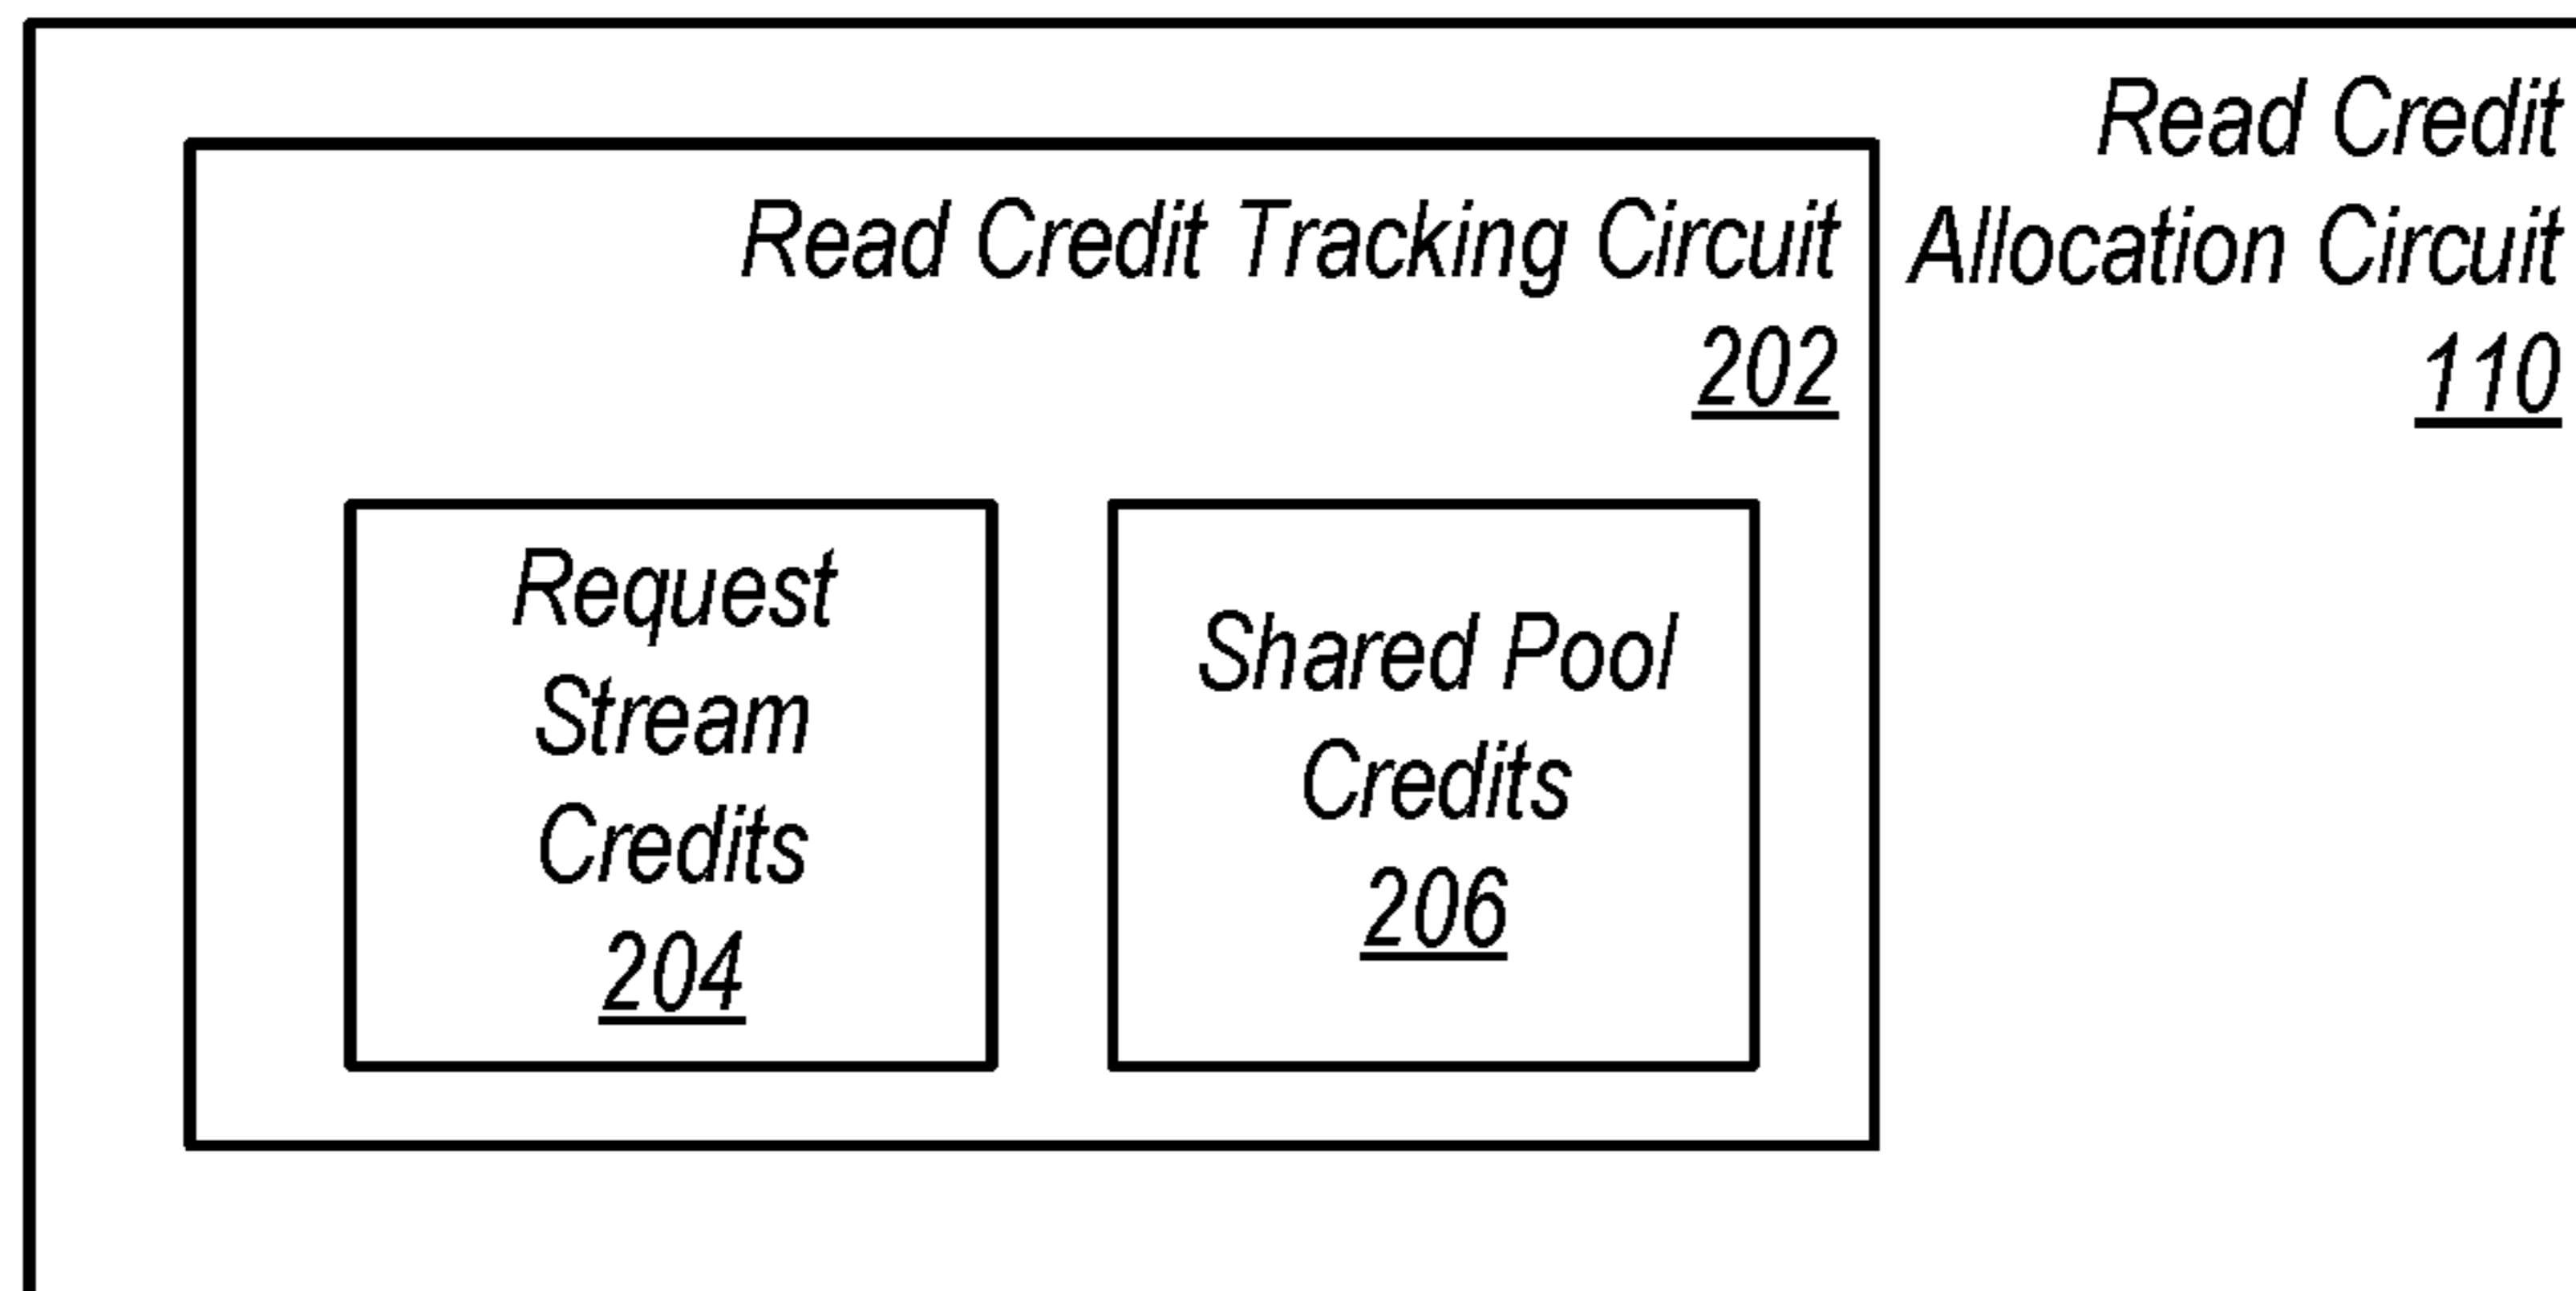 Read Credit
Allocation Circuit
110
Read Credit Tracking Circuit
202
Request
Stream
Credits
204
Shared Pool
Credits
206